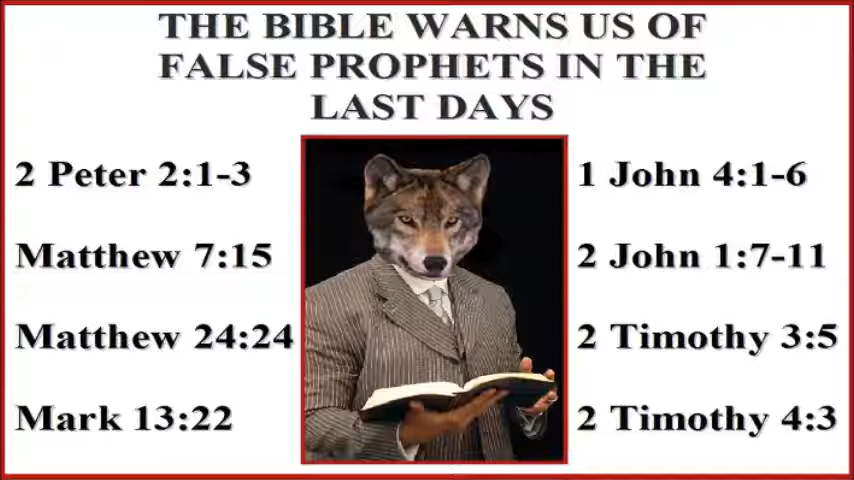 THE BIBLE WARNS US OF
FALSE PROPHETS IN THE
LAST DAYS
2 Peter 2:1-3
Matthew 7:15
Matthew 24:24
Mark 13:22
1 John 4:1-6
2 John 1:7-11
2 Timothy 3:5
2 Timothy 4:3